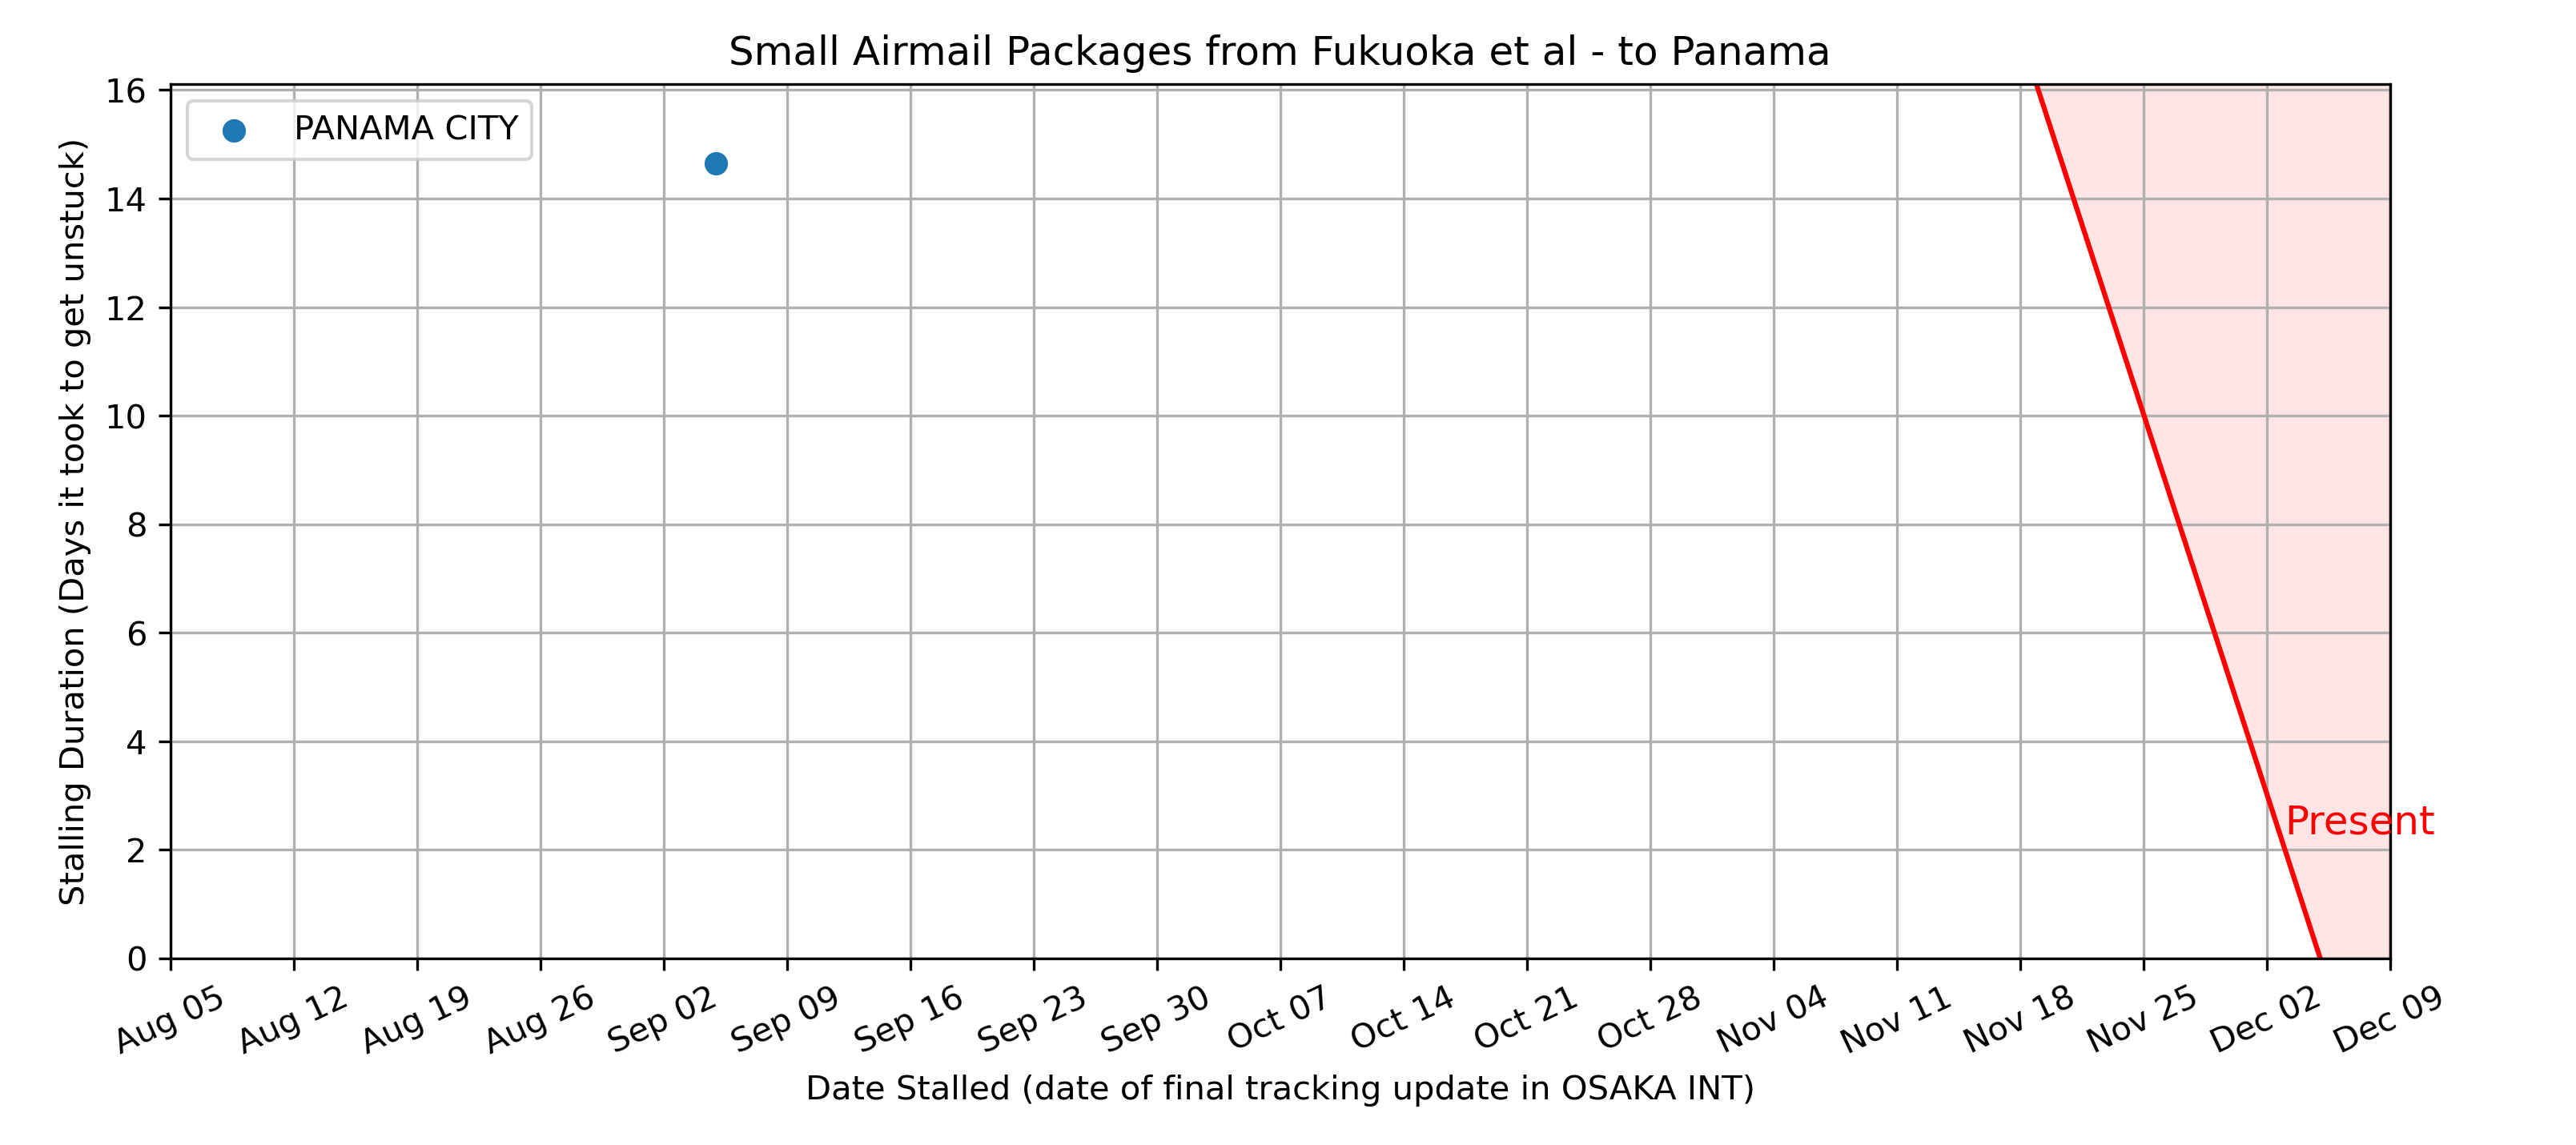 Small Airmail Packages from Fukuoka et al - to Panama
PANAMA CITY
Stalling Duration (Days it took to get unstuck)
16
14
12
10
8
6
4
2
0
Present
Aug 05 Aug 12 Aug 19 Aug 26 Sep 02 Sep 09 Sep 16 Sep 23 Sep 30 Oct 07 Oct 14 Oct 21 Oct 28 Nov 04 Nov 11 Nov 18 Nov 25 Dec 02 Dec 09
Date Stalled (date of final tracking update in OSAKA INT)